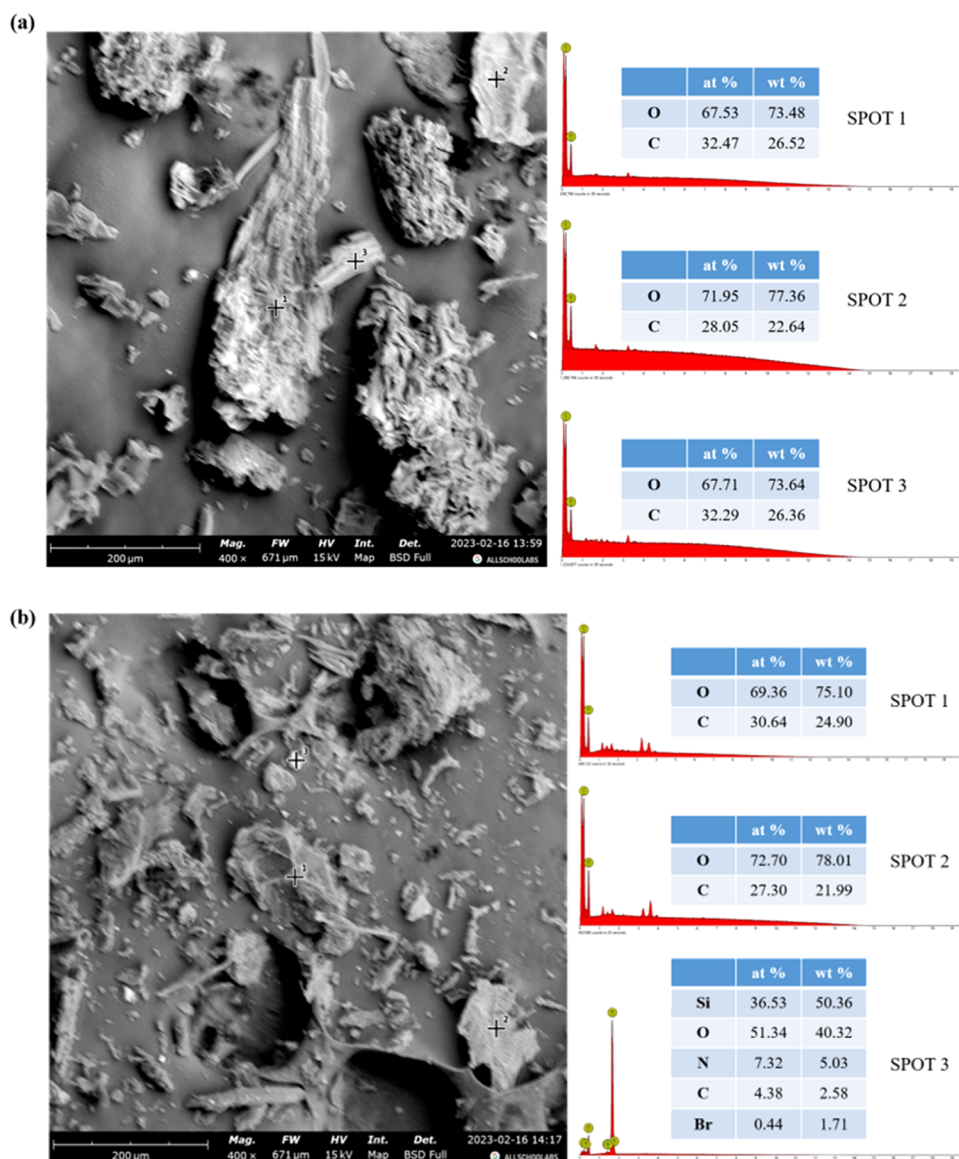 (a)
2
3
1
Mag. FW HV Int. Det. 2023-02-16 13:59
200 µm 400 × 671 µm 15 kV Map BSD Full ALLSCHOOLABS
at % wt %
O 67.53 73.48
C 32.47 26.52
SPOT 1
at % wt %
O 71.95 77.36
C 28.05 22.64
SPOT 2
at % wt %
O 67.71 73.64
C 32.29 26.36
SPOT 3
(b)
3
1
2
Mag. FW HV Int. Det. 2023-02-16 14:17
200 µm 400 × 671 µm 15 kV Map BSD Full ALLSCHOOLABS
at % wt %
O 69.36 75.10
C 30.64 24.90
SPOT 1
at % wt %
O 72.70 78.01
C 27.30 21.99
SPOT 2
at % wt %
Si 36.53 50.36
O 51.34 40.32
N 7.32 5.03
C 4.38 2.58
Br 0.44 1.71
SPOT 3